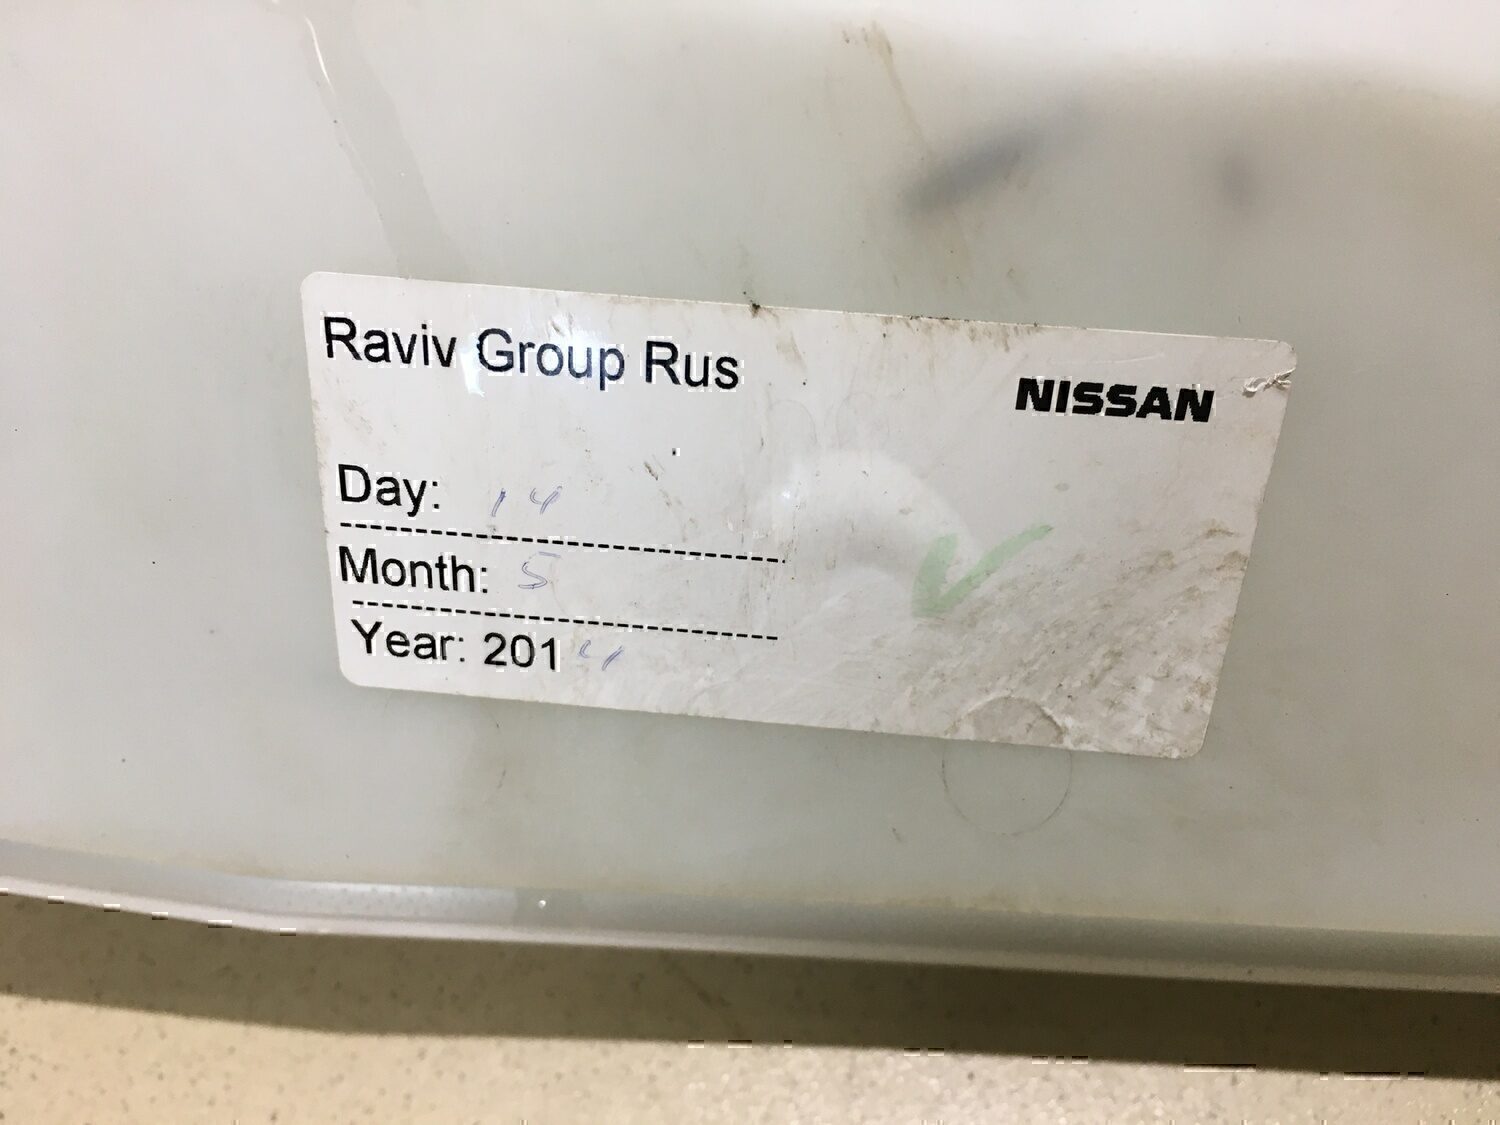 Raviv Group Rus
NISSAN
Day: 14
Month: 5
Year: 2014